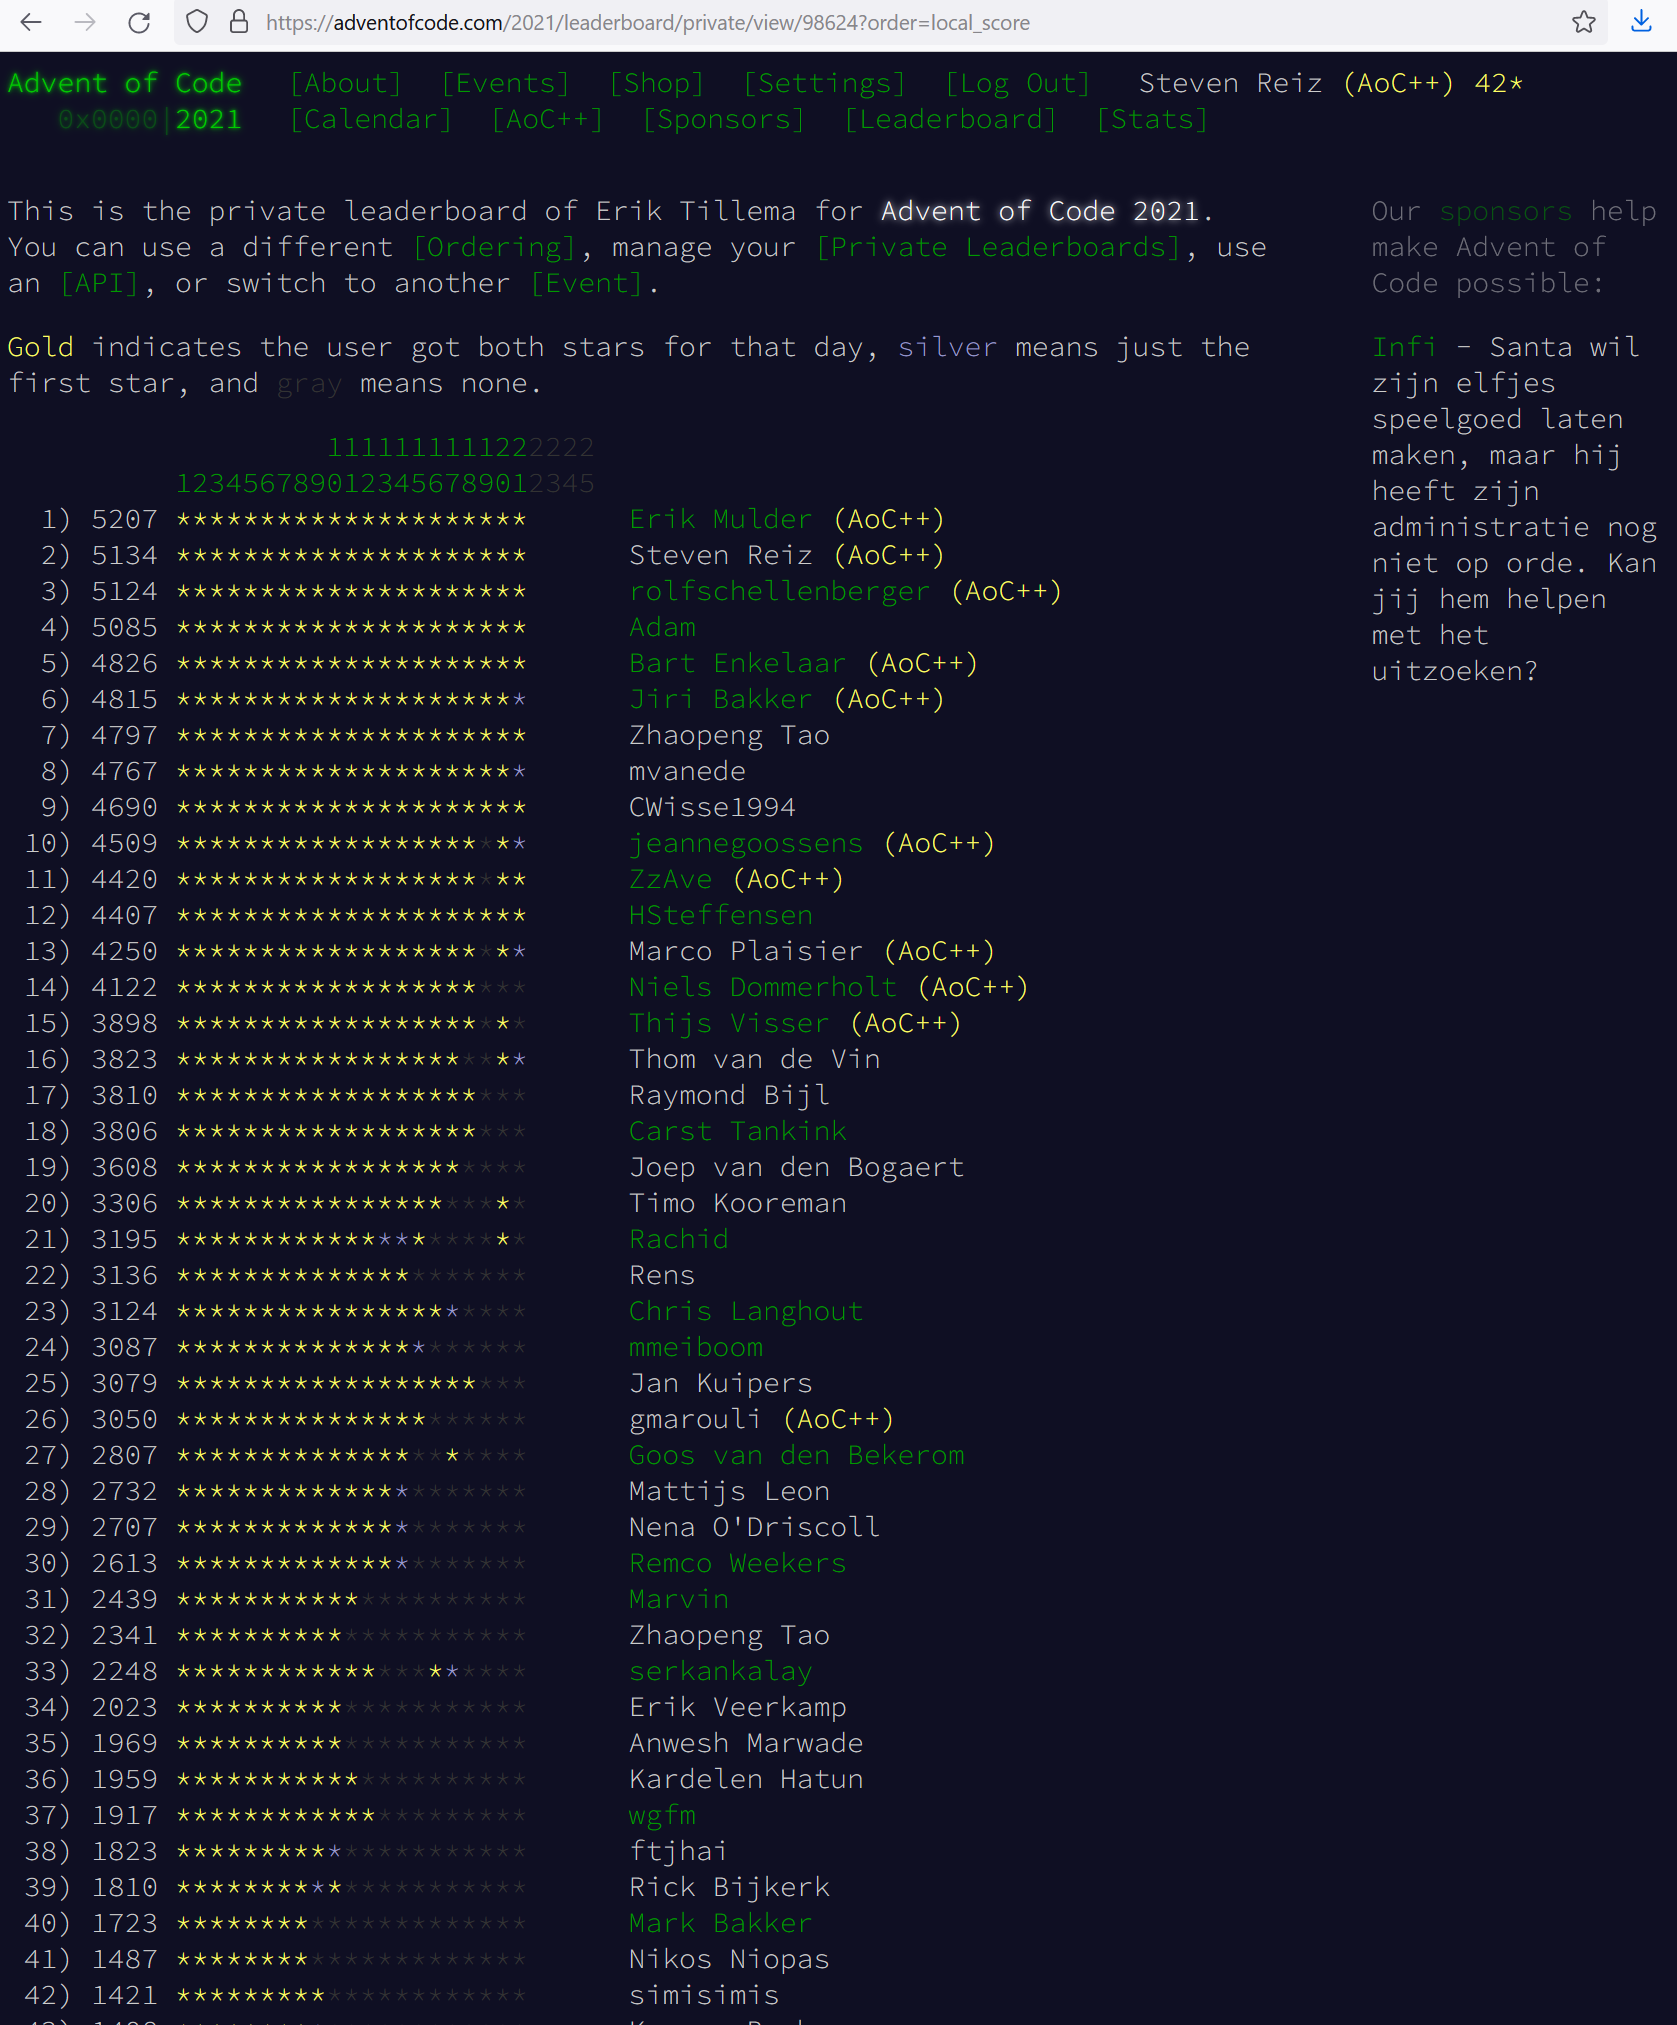 https://adventofcode.com/2021/leaderboard/private/view/98624?order=local_score
Advent of Code [About] [Events] [Shop] [Settings] [Log Out] Steven Reiz (AoC++) 42*
0x0000|2021 [Calendar] [AoC++] [Sponsors] [Leaderboard] [Stats]
This is the private leaderboard of Erik Tillema for Advent of Code 2021.
You can use a different [Ordering], manage your [Private Leaderboards], use
an [API], or switch to another [Event].
Gold indicates the user got both stars for that day, silver means just the
first star, and gray means none.
1111111111222222
1234567890123456789012345
1) 5207 ********************* Erik Mulder (AoC++)
2) 5134 ********************* Steven Reiz (AoC++)
3) 5124 ********************* rolfschellenberger (AoC++)
4) 5085 ********************* Adam
5) 4826 ********************* Bart Enkelaar (AoC++)
6) 4815 ********************* Jiri Bakker (AoC++)
7) 4797 ********************* Zhaopeng Tao
8) 4767 ********************* mvanede
9) 4690 ********************* CWisse1994
10) 4509 ********************* jeannegoossens (AoC++)
11) 4420 ********************* ZzAve (AoC++)
12) 4407 ********************* HSteffensen
13) 4250 ********************* Marco Plaisier (AoC++)
14) 4122 ********************* Niels Dommerholt (AoC++)
15) 3898 ********************* Thijs Visser (AoC++)
16) 3823 ********************* Thom van de Vin
17) 3810 ********************* Raymond Bijl
18) 3806 ********************* Carst Tankink
19) 3608 ********************* Joep van den Bogaert
20) 3306 ********************* Timo Kooreman
21) 3195 ********************* Rachid
22) 3136 ********************* Rens
23) 3124 ********************* Chris Langhout
24) 3087 ********************* mmeiboom
25) 3079 ********************* Jan Kuipers
26) 3050 ********************* gmarouli (AoC++)
27) 2807 ********************* Goos van den Bekerom
28) 2732 ********************* Mattijs Leon
29) 2707 ********************* Nena O'Driscoll
30) 2613 ********************* Remco Weekers
31) 2439 ********************* Marvin
32) 2341 ********************* Zhaopeng Tao
33) 2248 ********************* serkankalay
34) 2023 ********************* Erik Veerkamp
35) 1969 ********************* Anwesh Marwade
36) 1959 ********************* Kardelen Hatun
37) 1917 ********************* wgfm
38) 1823 ********************* ftjhai
39) 1810 ********************* Rick Bijkerk
40) 1723 ********************* Mark Bakker
41) 1487 ********************* Nikos Niopas
42) 1421 ********************* simisimis
Our sponsors help
make Advent of
Code possible:
Infi - Santa wil
zijn elfjes
speelgoed laten
maken, maar hij
heeft zijn
administratie nog
niet op orde. Kan
jij hem helpen
met het
uitzoeken?